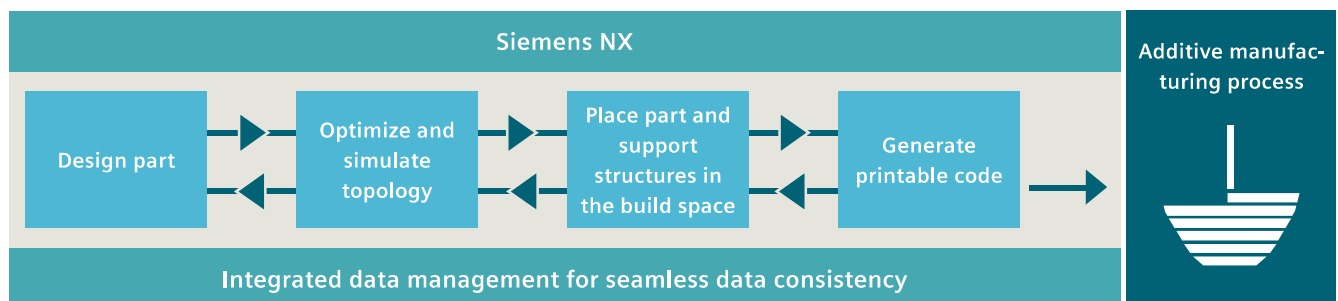 Siemens NX
Design part
Optimize and
simulate
topology
Place part and
support
structures in
the build space
Generate
printable code
Additive manufac-
turing process
Integrated data management for seamless data consistency